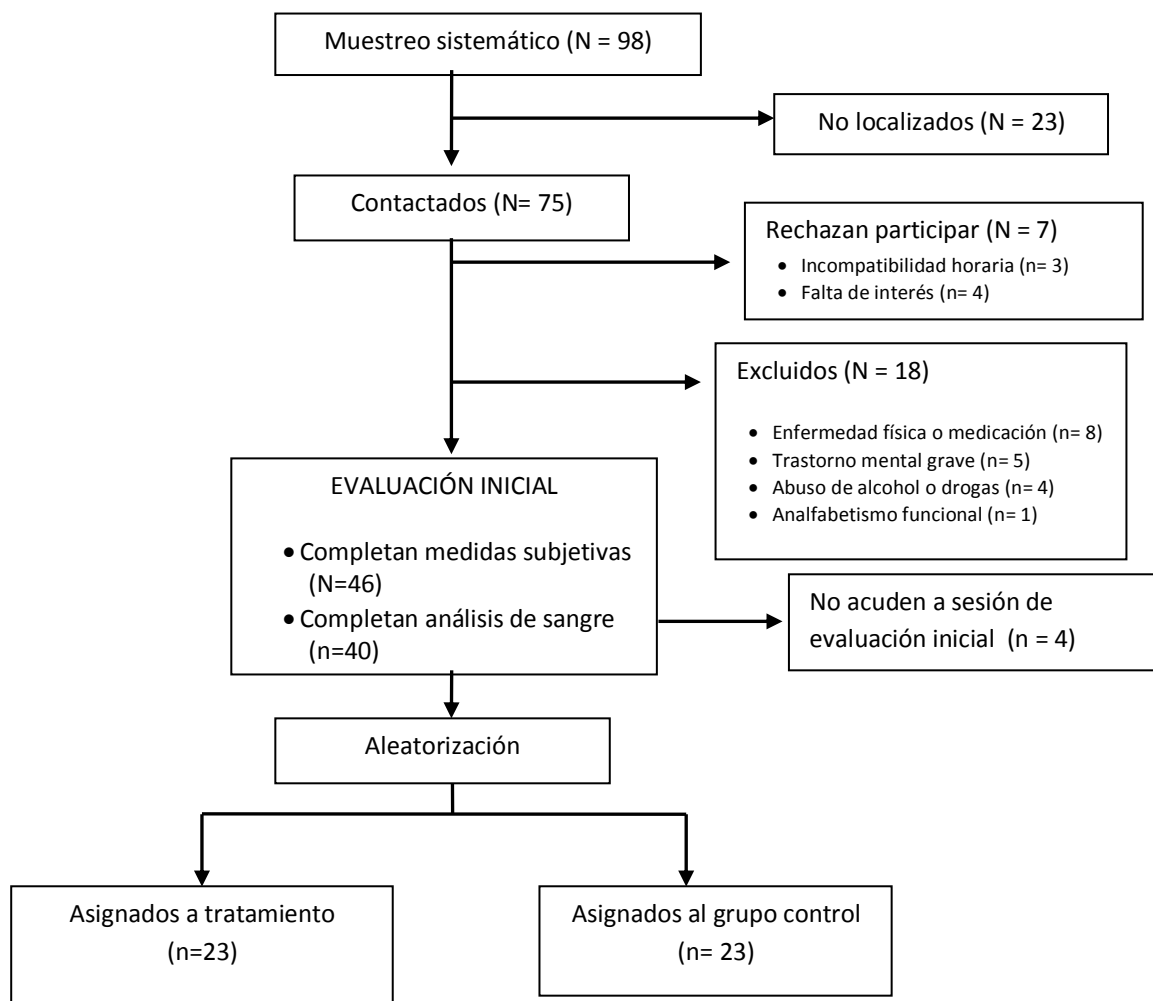 Muestreo sistemático (N = 98)
No localizados (N = 23)
Contactados (N= 75)
Rechazan participar (N = 7)
• Incompatibilidad horaria (n= 3)
• Falta de interés (n= 4)
Excluidos (N = 18)
• Enfermedad física o medicación (n= 8)
• Trastorno mental grave (n= 5)
• Abuso de alcohol o drogas (n= 4)
• Analfabetismo funcional (n= 1)
EVALUACIÓN INICIAL
• Completan medidas subjetivas
(N=46)
• Completan análisis de sangre
(n=40)
No acuden a sesión de
evaluación inicial (n = 4)
Aleatorización
Asignados a tratamiento
(n=23)
Asignados al grupo control
(n= 23)